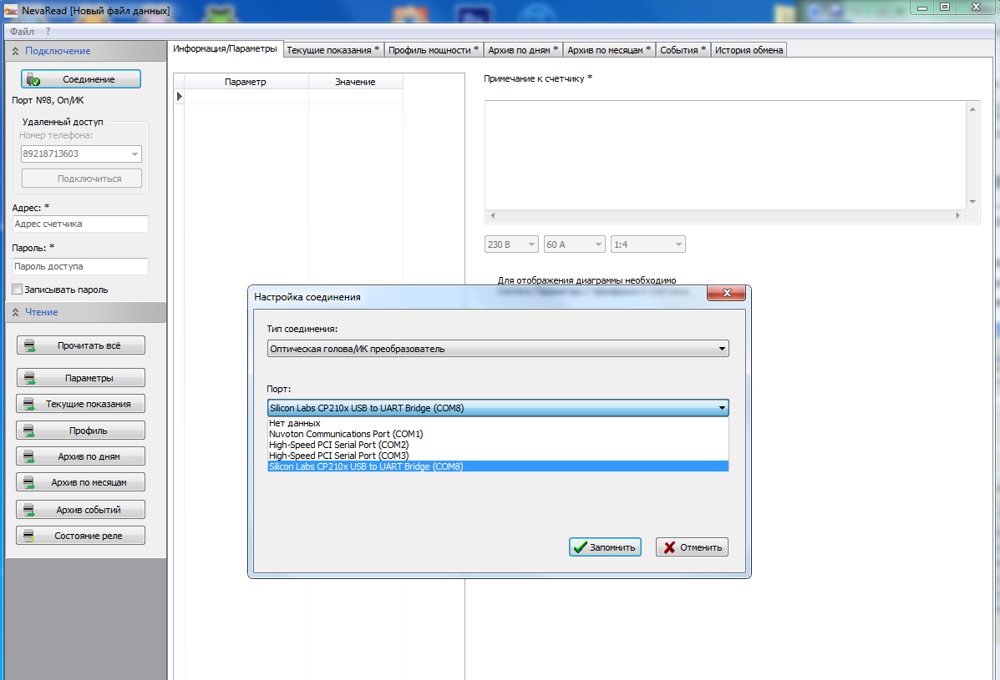 NevaRead [Новый файл данных]
Файл ?
Подключение
Соединение
Порт №8, Оп/ИК
Удаленный доступ
Номер телефона:
89218713603
Подключиться
Адрес: *
Адрес счетчика
Пароль: *
Пароль доступа
Записывать пароль
Чтение
Прочитать всё
Параметры
Текущие показания
Профиль
Архив по дням
Архив по месяцам
Архив событий
Состояние реле
Информация/Параметры Текущие показания * Профиль мощности * Архив по дням * Архив по месяцам * События * История обмена
Параметр Значение
Примечание к счетчику *
230 В 60 А 1:4
Для отображения диаграммы необходимо
Настройка соединения
Тип соединения:
Оптическая голова/ИК преобразователь
Порт:
Silicon Labs CP210x USB to UART Bridge (COM8)
Нет данных
Nuvoton Communications Port (COM1)
High-Speed PCI Serial Port (COM2)
High-Speed PCI Serial Port (COM3)
Silicon Labs CP210x USB to UART Bridge (COM8)
Запомнить Отменить